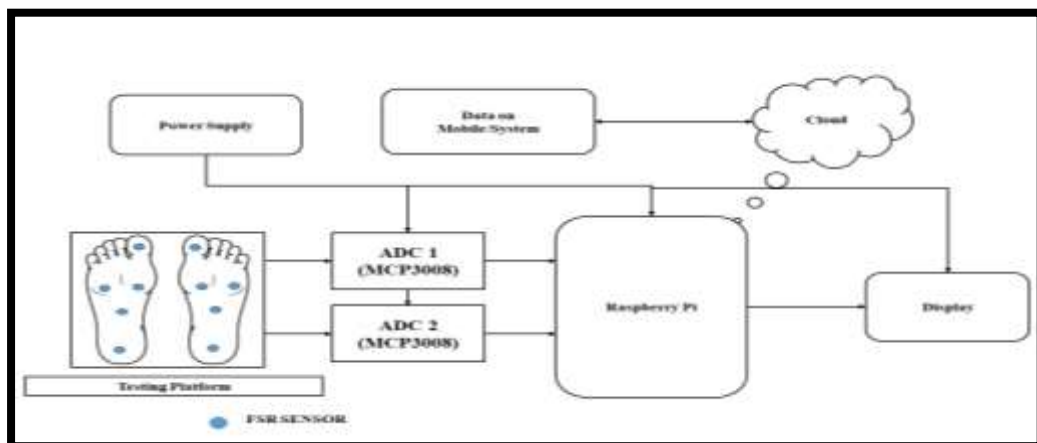 Power Supply
Data on
Mobile/System
Cloud
ADC 1
(MCP3008)
Raspberry Pi
ADC 2
(MCP3008)
Display
Testing Platform
FSR SENSOR